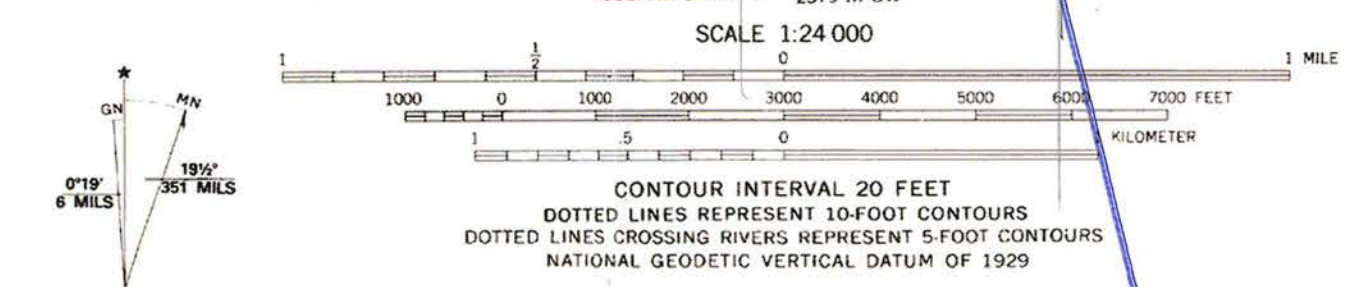 SCALE 1:24 000
1 ½ 0 1 MILE
1000 0 1000 2000 3000 4000 5000 6000 7000 FEET
1 .5 0 1 KILOMETER
★
GN MN
0°19'
6 MILS
19½°
351 MILS
CONTOUR INTERVAL 20 FEET
DOTTED LINES REPRESENT 10-FOOT CONTOURS
DOTTED LINES CROSSING RIVERS REPRESENT 5-FOOT CONTOURS
NATIONAL GEODETIC VERTICAL DATUM OF 1929